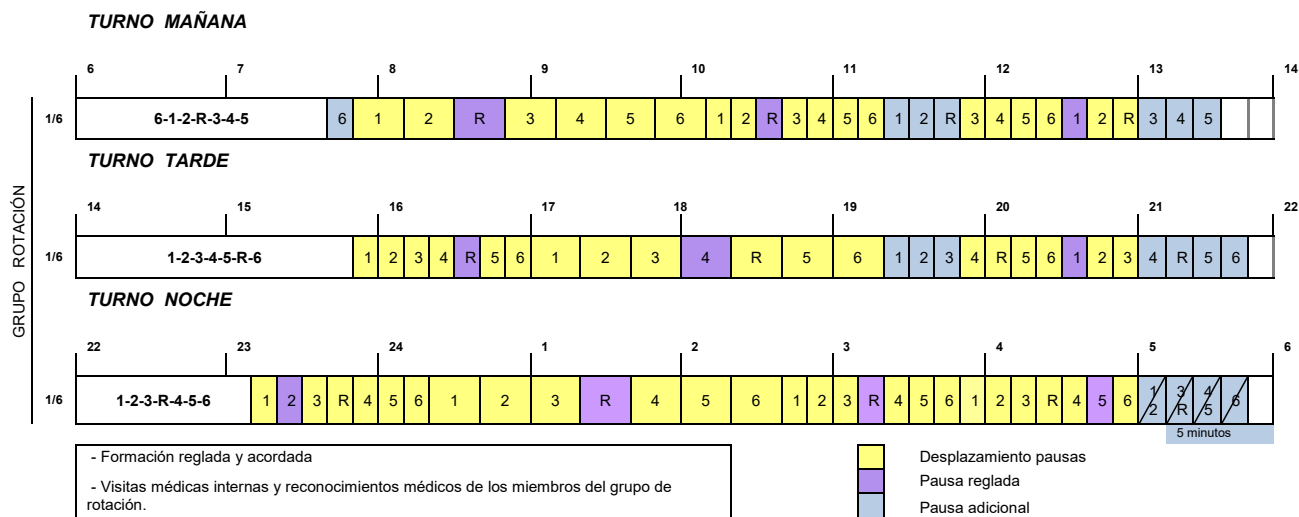 TURNO MAÑANA
6 7 8 9 10 11 12 13 14
GRUPO ROTACIÓN
1/6 6-1-2-R-3-4-5 6 1 2 R 3 4 5 6 1 2 R 3 4 5 6 1 2 R 3 4 5 6 1 2 R 3 4 5
TURNO TARDE
14 15 16 17 18 19 20 21 22
1/6 1-2-3-4-5-R-6 1 2 3 4 R 5 6 1 2 3 4 R 5 6 1 2 3 4 R 5 6 1 2 3 4 R 5 6
TURNO NOCHE
22 23 24 1 2 3 4 5 6
1/6 1-2-3-R-4-5-6 1 2 3 R 4 5 6 1 2 3 R 4 5 6 1 2 3 R 4 5 6 1 2 3 R 4 5 6 1/2 3/R 4/5 6
5 minutos
- Formación reglada y acordada
- Visitas médicas internas y reconocimientos médicos de los miembros del grupo de
rotación.
Desplazamiento pausas
Pausa reglada
Pausa adicional